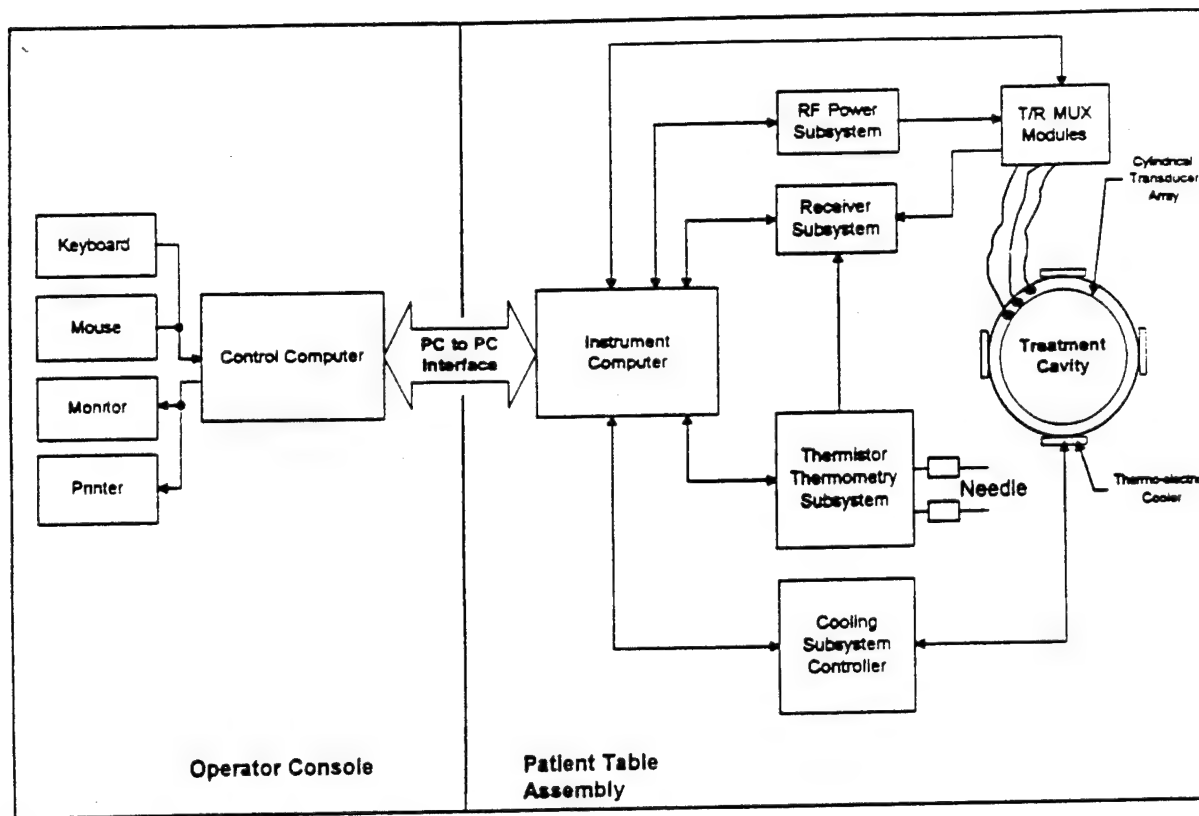 RF Power
Subsystem
T/R MUX
Modules
Cylindrical
Transducer
Array
Keyboard
Receiver
Subsystem
Mouse
Control Computer
PC to PC
Interface
Instrument
Computer
Treatment
Cavity
Monitor
Printer
Thermistor
Thermometry
Subsystem
Needle
Cooler
Cooling
Subsystem
Controller
Operator Console
Patient Table
Assembly